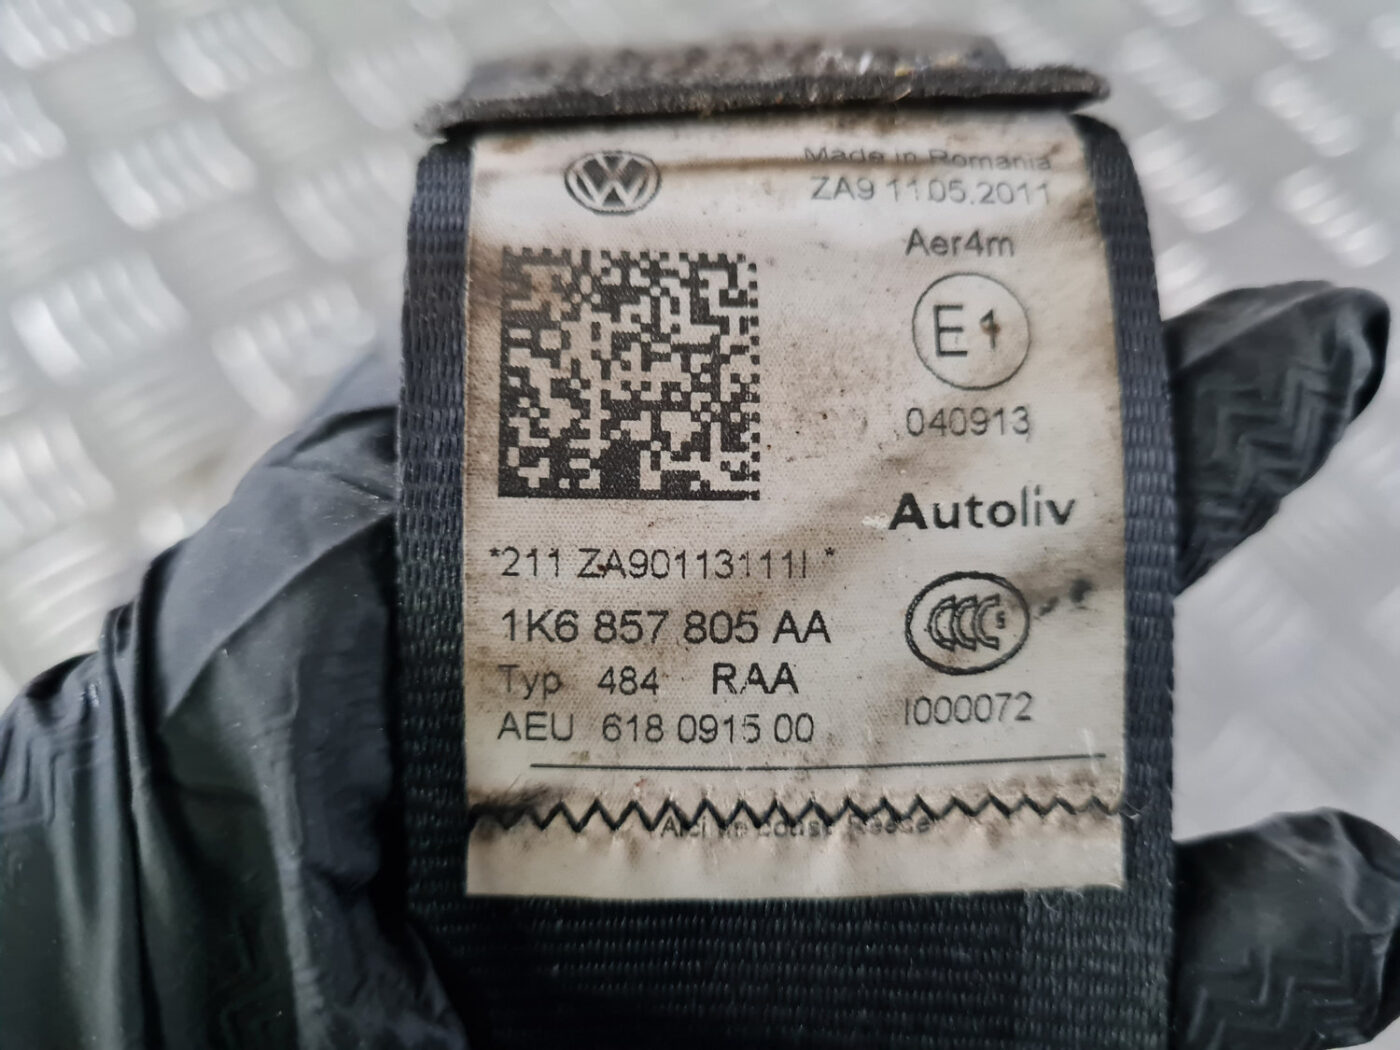 Made in Romania
ZA9 11.05.2011
Aer4m
E1
040913
Autoliv
*211 ZA90113111I *
1K6 857 805 AA
Typ 484 RAA
AEU 618 0915 00
CCC S
I000072